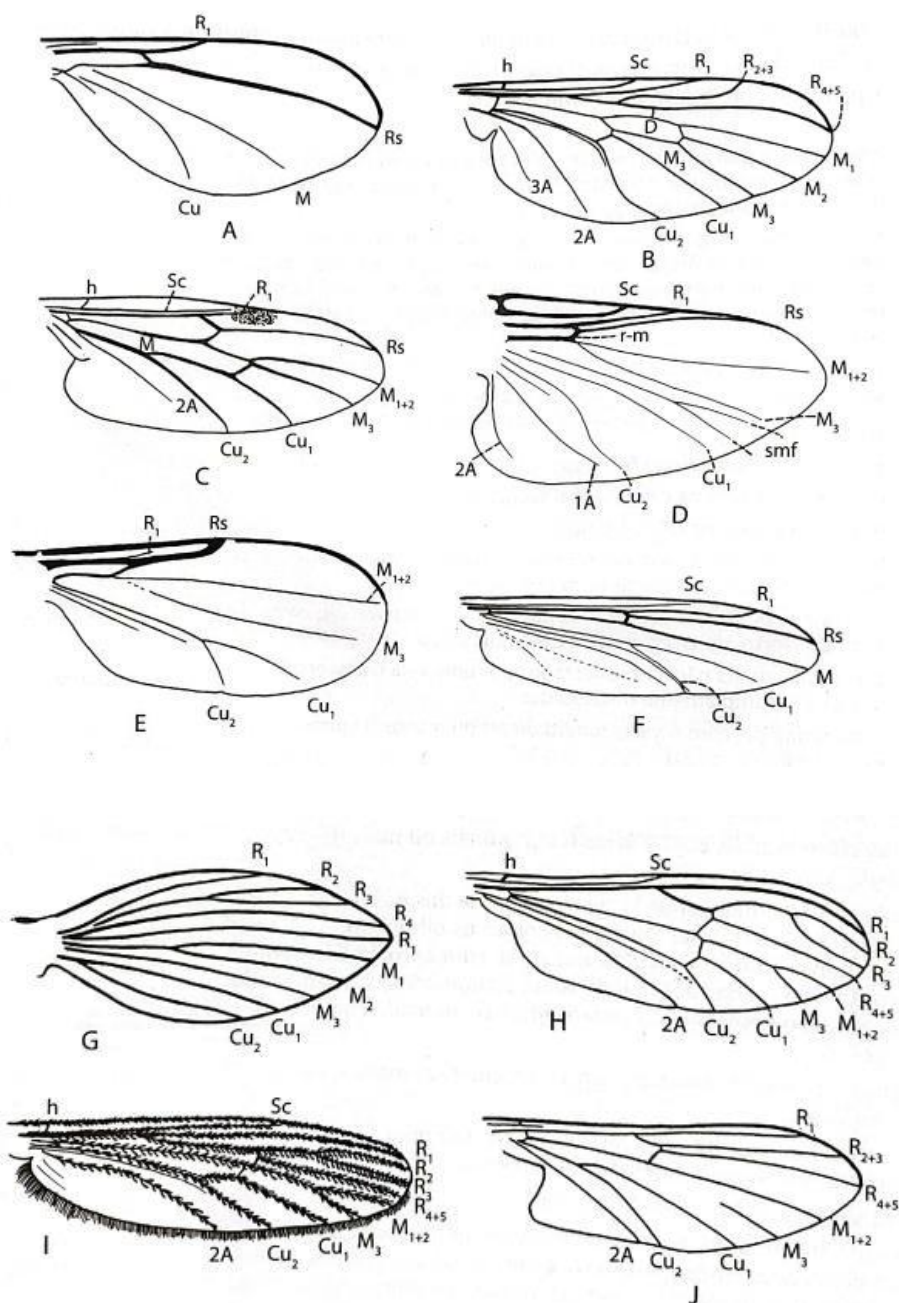 R₁
Rs
M
Cu
A
h
Sc
R₁
R₂₊₃
R₄₊₅
D
M₃
M₁
M₂
M₃
Cu₁
Cu₂
2A
3A
B
h
Sc
R₁
M
Rs
M₁₊₂
M₃
Cu₁
Cu₂
2A
C
Sc
R₁
Rs
r-m
M₁₊₂
M₃
smf
Cu₁
Cu₂
1A
2A
D
R₁
Rs
M₁₊₂
M₃
Cu₁
Cu₂
E
Sc
R₁
Rs
M
Cu₁
Cu₂
F
R₁
R₂
R₃
R₄
R₁
M₁
M₂
M₃
Cu₁
Cu₂
G
h
Sc
R₁
R₂
R₃
R₄₊₅
M₁₊₂
M₃
Cu₁
Cu₂
2A
H
h
Sc
R₁
R₂
R₃
R₄₊₅
M₁₊₂
M₃
Cu₁
Cu₂
2A
I
R₁
R₂₊₃
R₄₊₅
M₁₊₂
M₃
Cu₁
Cu₂
2A
J